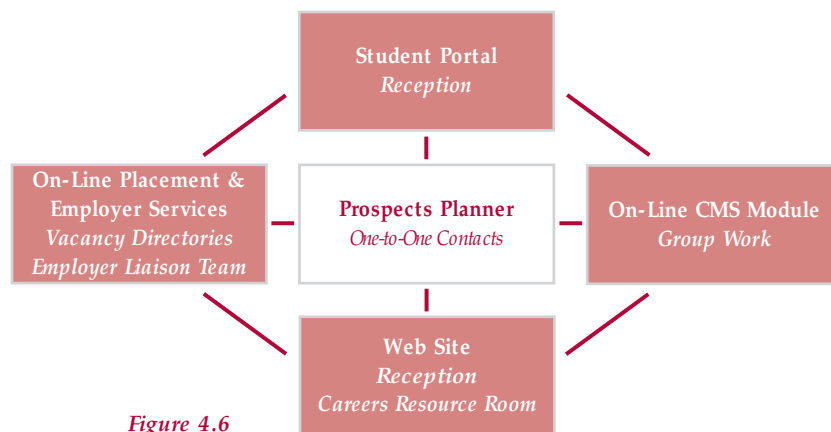 Student Portal
Reception
On-Line Placement &
Employer Services
Vacancy Directories
Employer Liaison Team
Prospects Planner
One-to-One Contacts
On-Line CMS Module
Group Work
Web Site
Reception
Careers Resource Room
Figure 4.6